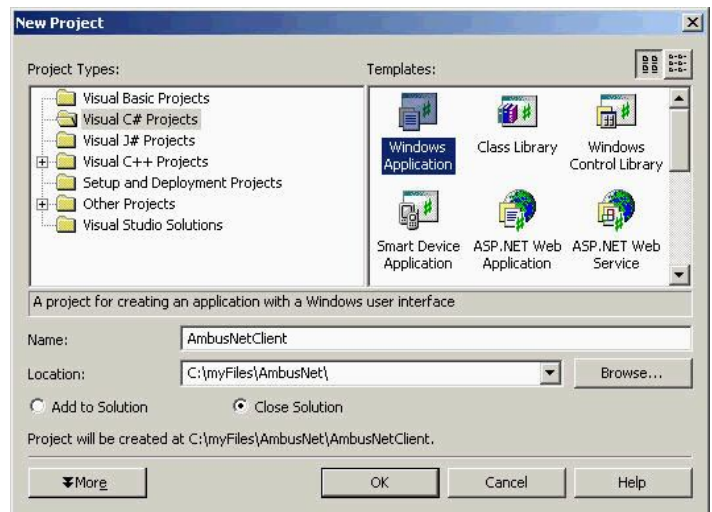 New Project
Project Types:
Visual Basic Projects
Visual C# Projects
Visual J# Projects
Visual C++ Projects
Setup and Deployment Projects
Other Projects
Visual Studio Solutions
Templates:
Windows Application
Class Library
Windows Control Library
Smart Device Application
ASP.NET Web Application
ASP.NET Web Service
A project for creating an application with a Windows user interface
Name:
AmbusNetClient
Location:
C:\myFiles\AmbusNet\
Browse...
Add to Solution
Close Solution
Project will be created at C:\myFiles\AmbusNet\AmbusNetClient.
More
OK
Cancel
Help